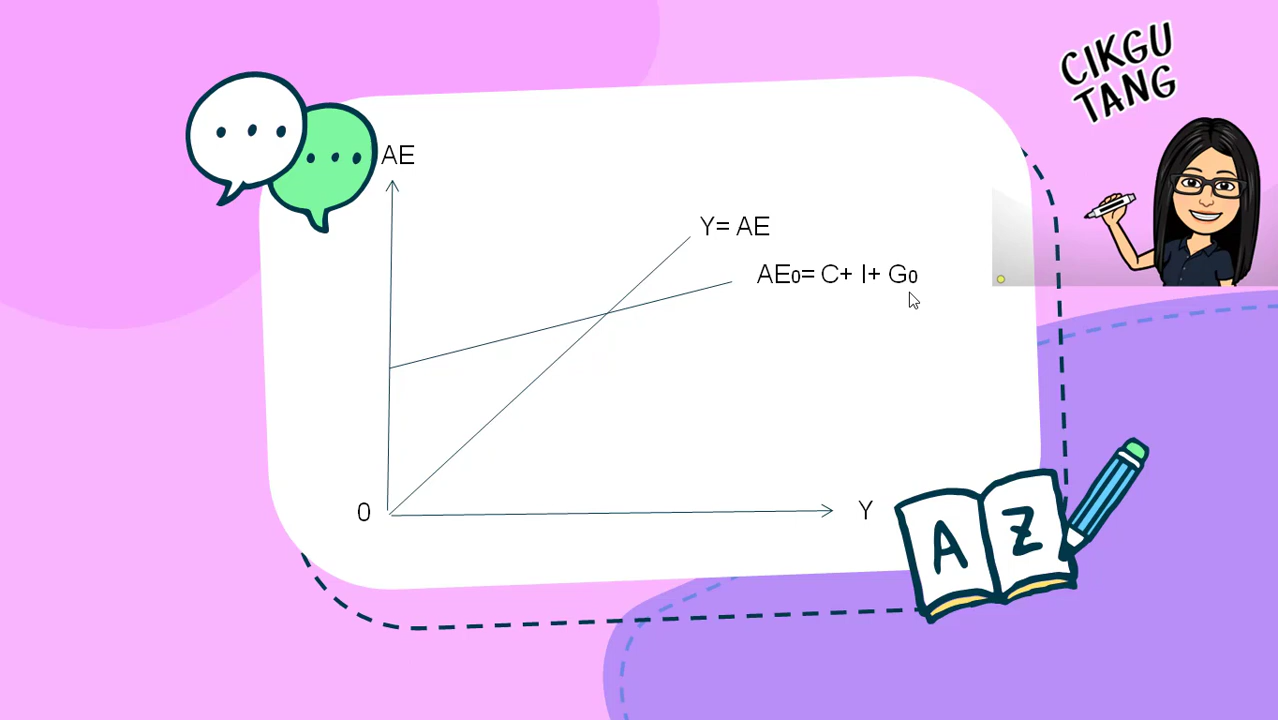 CIKGU
TANG
AE
Y= AE
AE₀= C+ I+ G₀
0
Y
A Z